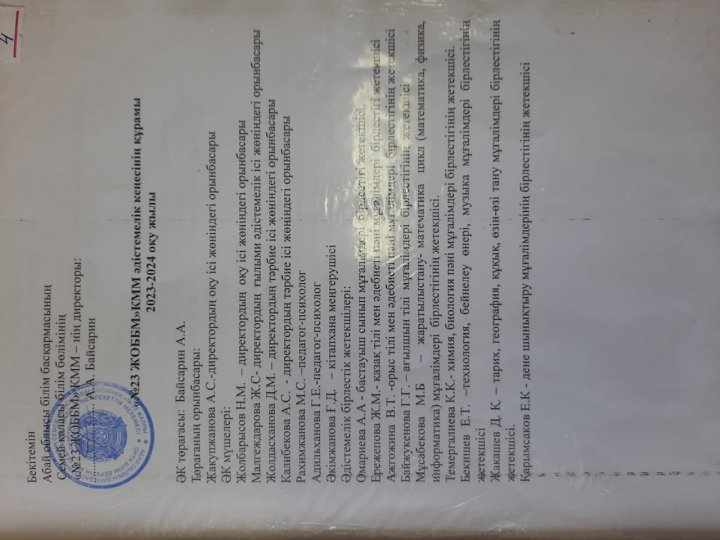 4
Бекітемін
Абай облысы білім басқармасының
Семей қаласы білім бөлімінің
«№23 ЖОББМ»КММ – нің директоры:
А.А. Байсарин
№23 ЖОББМ»КММ әдістемелік кеңесінің құрамы
2023-2024 оқу жылы
ӘК төрағасы: Байсарин А.А.
Төрағаның орынбасары:
Жакупжанова А.С.-директордың оқу ісі жөніндегі орынбасары
ӘК мүшелері:
Жолбарысов Н.М. – директордың оқу ісі жөніндегі орынбасары
Малгеждарова Ж.С- директордың ғылыми әдістемелік ісі жөніндегі орынбасары
Жолдасханова Д.М. – директордың тәрбие ісі жөніндегі орынбасары
Калибекова А.С. - директордың тәрбие ісі жөніндегі орынбасары
Рахимжанова М.С. –педагог-психолог
Адильханова Г.Е.-педагог-психолог
Әкімжанова Ғ.Д. – кітапхана меңгерушісі
Әдістемелік бірлестік жетекшілері:
Омариева А.А - бастауыш сынып мұғалімдері бірлестігі жетекшісі
Ережепова Ж.М.- қазақ тілі мен әдебиеті пәні мұғалімдері бірлестігі жетекшісі
Ажгожина В.Т. -орыс тілі мен әдебиеті пәні мұғалімдері бірлестігінің жетекшісі
Байжукенова Г.Г. – ағылшын тілі мұғалімдері бірлестігінің жетекшісі
Мұсабекова М.Б – жаратылыстану- математика цикл (математика, физика,
информатика) мұғалімдері бірлестігінің жетекшісі.
Темергалиева К.К.- химия, биология пәні мұғалімдері бірлестігінің жетекшісі.
Бекишев Е.Т. –технология, бейнелеу өнері, музыка мұғалімдері бірлестігінің
жетекшісі
Жакашев Д. К, – тарих, география, құқық, өзін-өзі тану мұғалімдері бірлестігінің
жетекшісі.
Қарымсаков Е.К - дене шынықтыру мұғалімдерінің бірлестігінің жетекшісі